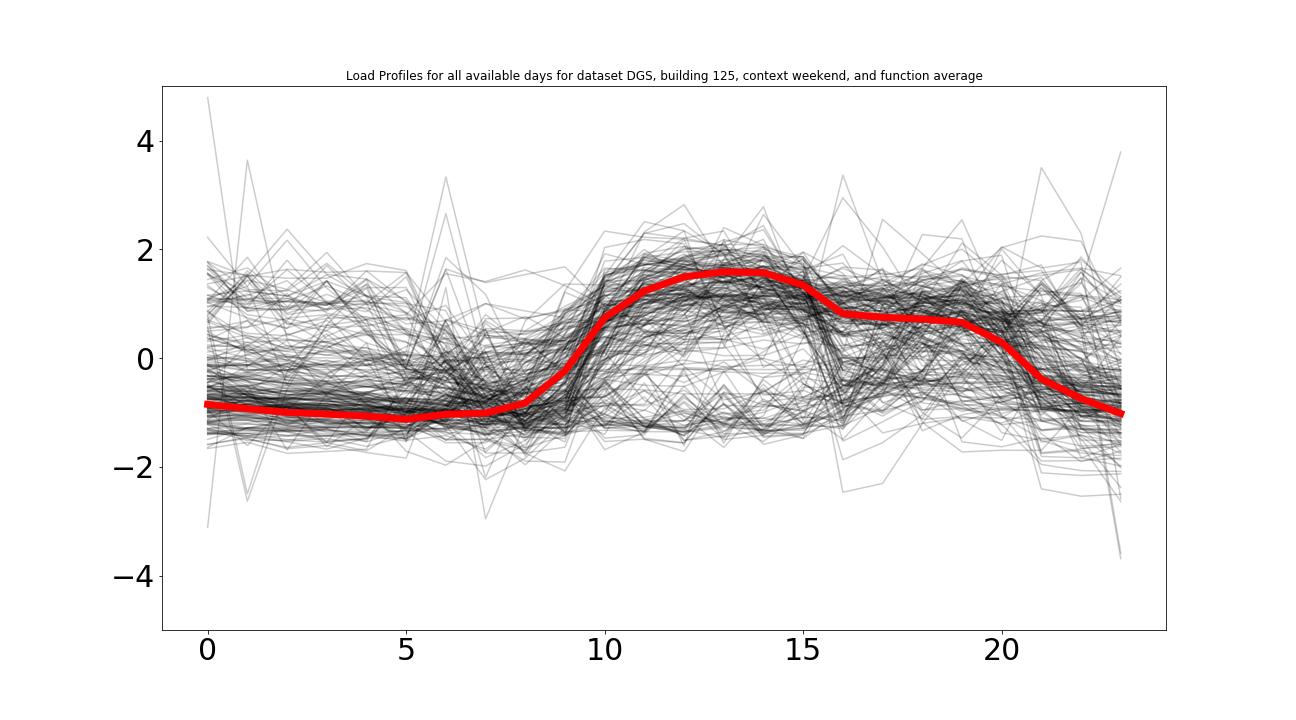 Load Profiles for all available days for dataset DGS, building 125, context weekend, and function average
4
2
0
−2
−4
0 5 10 15 20